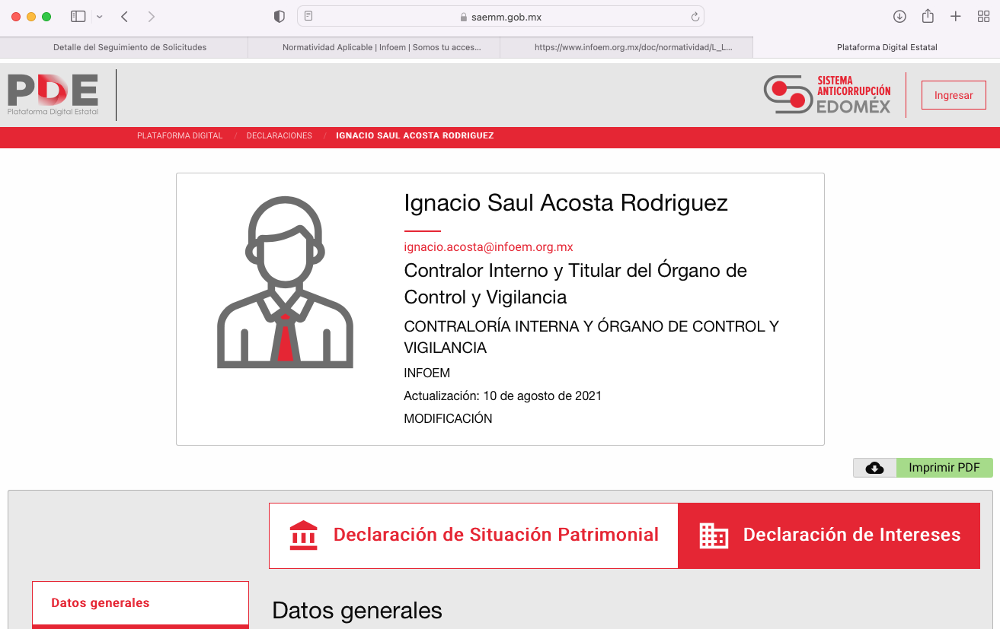 saemm.gob.mx
Detalle del Seguimiento de Solicitudes
Normatividad Aplicable | Infoem | Somos tu acces...
https://www.infoem.org.mx/doc/normatividad/L_L...
Plataforma Digital Estatal
PDE
Plataforma Digital Estatal
SISTEMA
ANTICORRUPCIÓN
EDOMÉX
Ingresar
PLATAFORMA DIGITAL / DECLARACIONES / IGNACIO SAUL ACOSTA RODRIGUEZ
Ignacio Saul Acosta Rodriguez
ignacio.acosta@infoem.org.mx
Contralor Interno y Titular del Órgano de
Control y Vigilancia
CONTRALORÍA INTERNA Y ÓRGANO DE CONTROL Y
VIGILANCIA
INFOEM
Actualización: 10 de agosto de 2021
MODIFICACIÓN
Imprimir PDF
Declaración de Situación Patrimonial
Declaración de Intereses
Datos generales
Datos generales